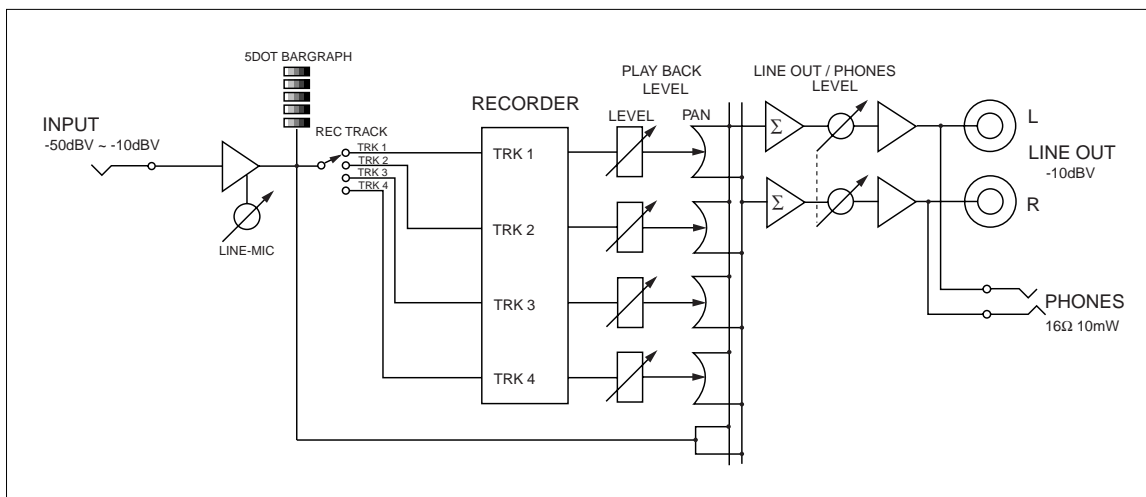 5DOT BARGRAPH
INPUT
-50dBV ~ -10dBV
REC TRACK
TRK 1
TRK 2
TRK 3
TRK 4
LINE-MIC
RECORDER
TRK 1
TRK 2
TRK 3
TRK 4
PLAY BACK
LEVEL
LEVEL
PAN
LINE OUT / PHONES
LEVEL
Σ
Σ
L
LINE OUT
-10dBV
R
PHONES
16Ω 10mW